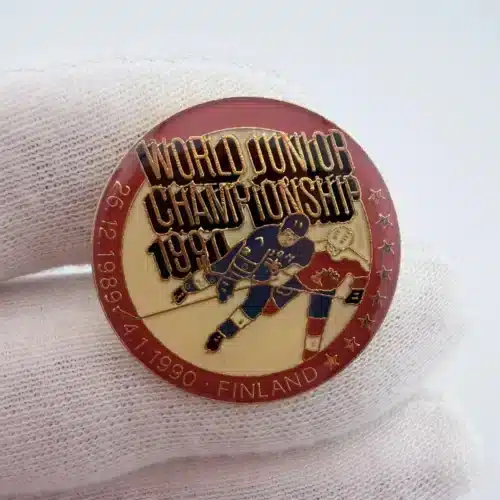 WORLD JUNIOR
CHAMPIONSHIP
1990
26.12.1989 - 4.1.1990 · FINLAND